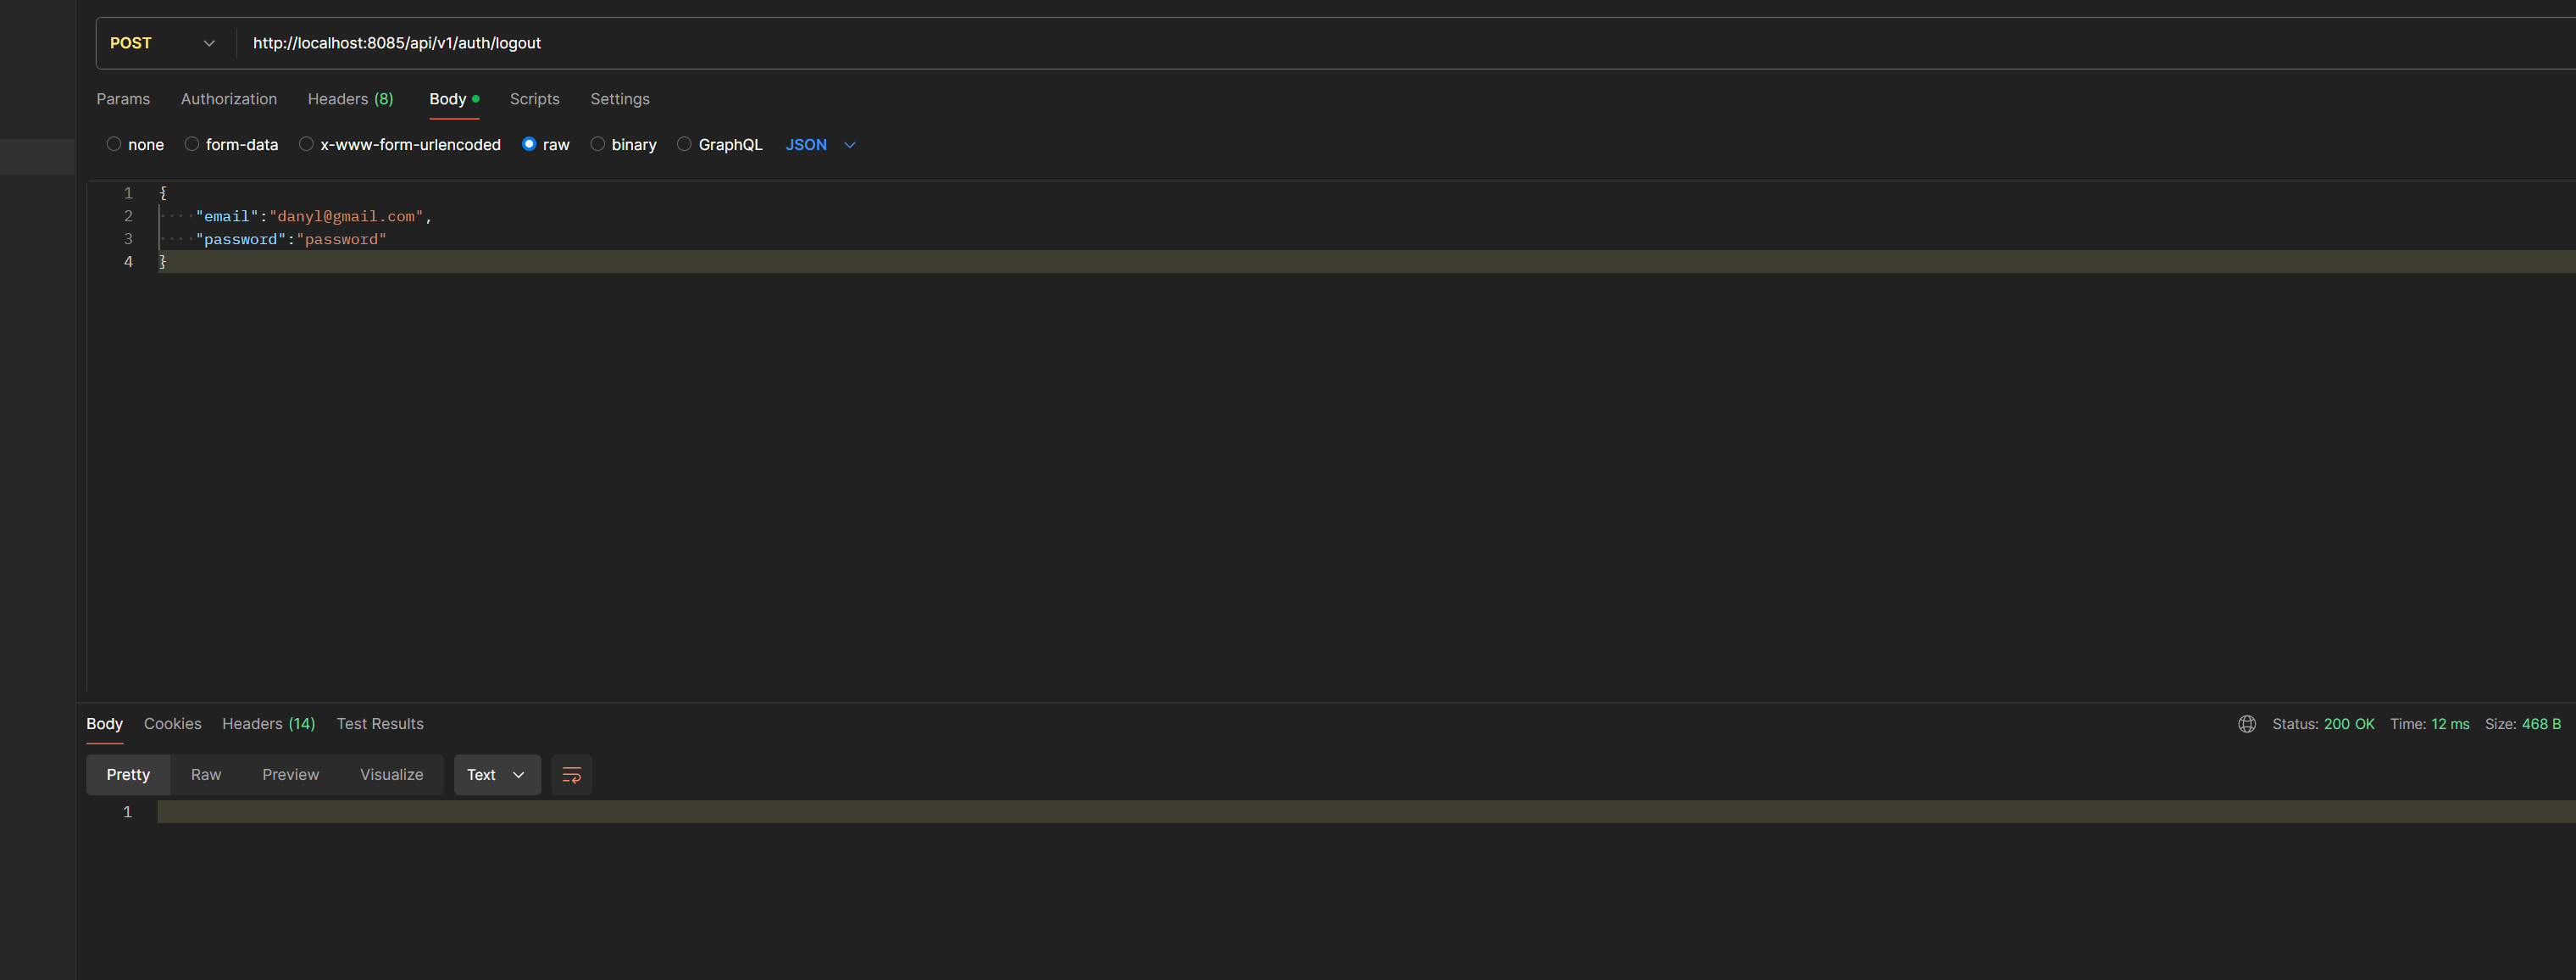 POST http://localhost:8085/api/v1/auth/logout
Params Authorization Headers (8) Body Scripts Settings
none form-data x-www-form-urlencoded raw binary GraphQL JSON
1 {
2 ····"email":"danyl@gmail.com",
3 ····"password":"password"
4 }
Body Cookies Headers (14) Test Results Status: 200 OK Time: 12 ms Size: 468 B
Pretty Raw Preview Visualize Text
1